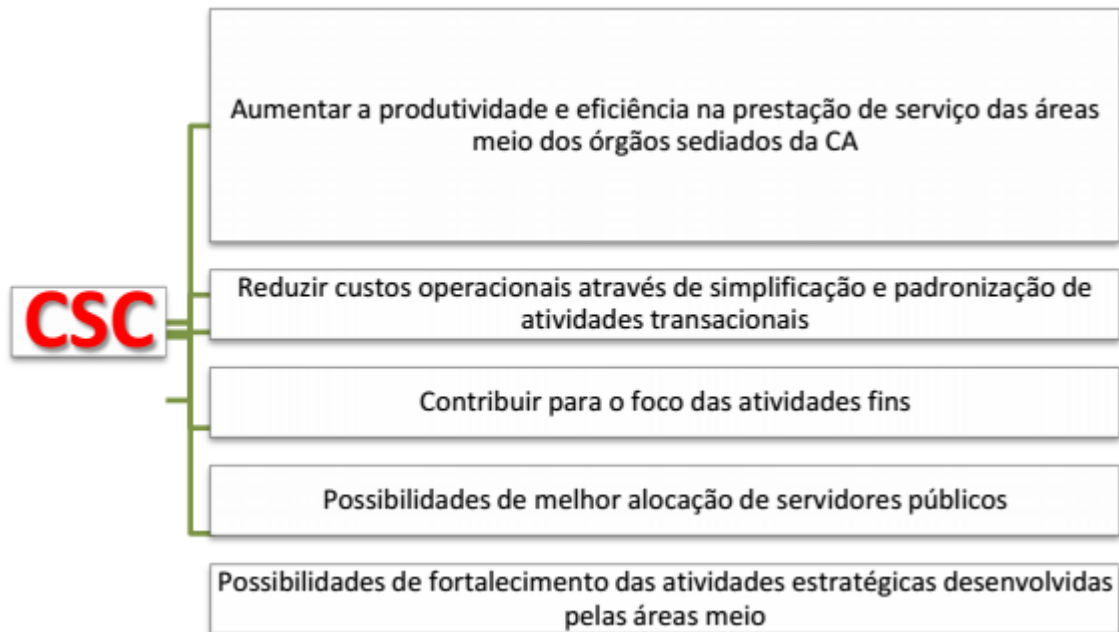 Aumentar a produtividade e eficiência na prestação de serviço das áreas
meio dos órgãos sediados da CA
CSC
Reduzir custos operacionais através de simplificação e padronização de
atividades transacionais
Contribuir para o foco das atividades fins
Possibilidades de melhor alocação de servidores públicos
Possibilidades de fortalecimento das atividades estratégicas desenvolvidas
pelas áreas meio